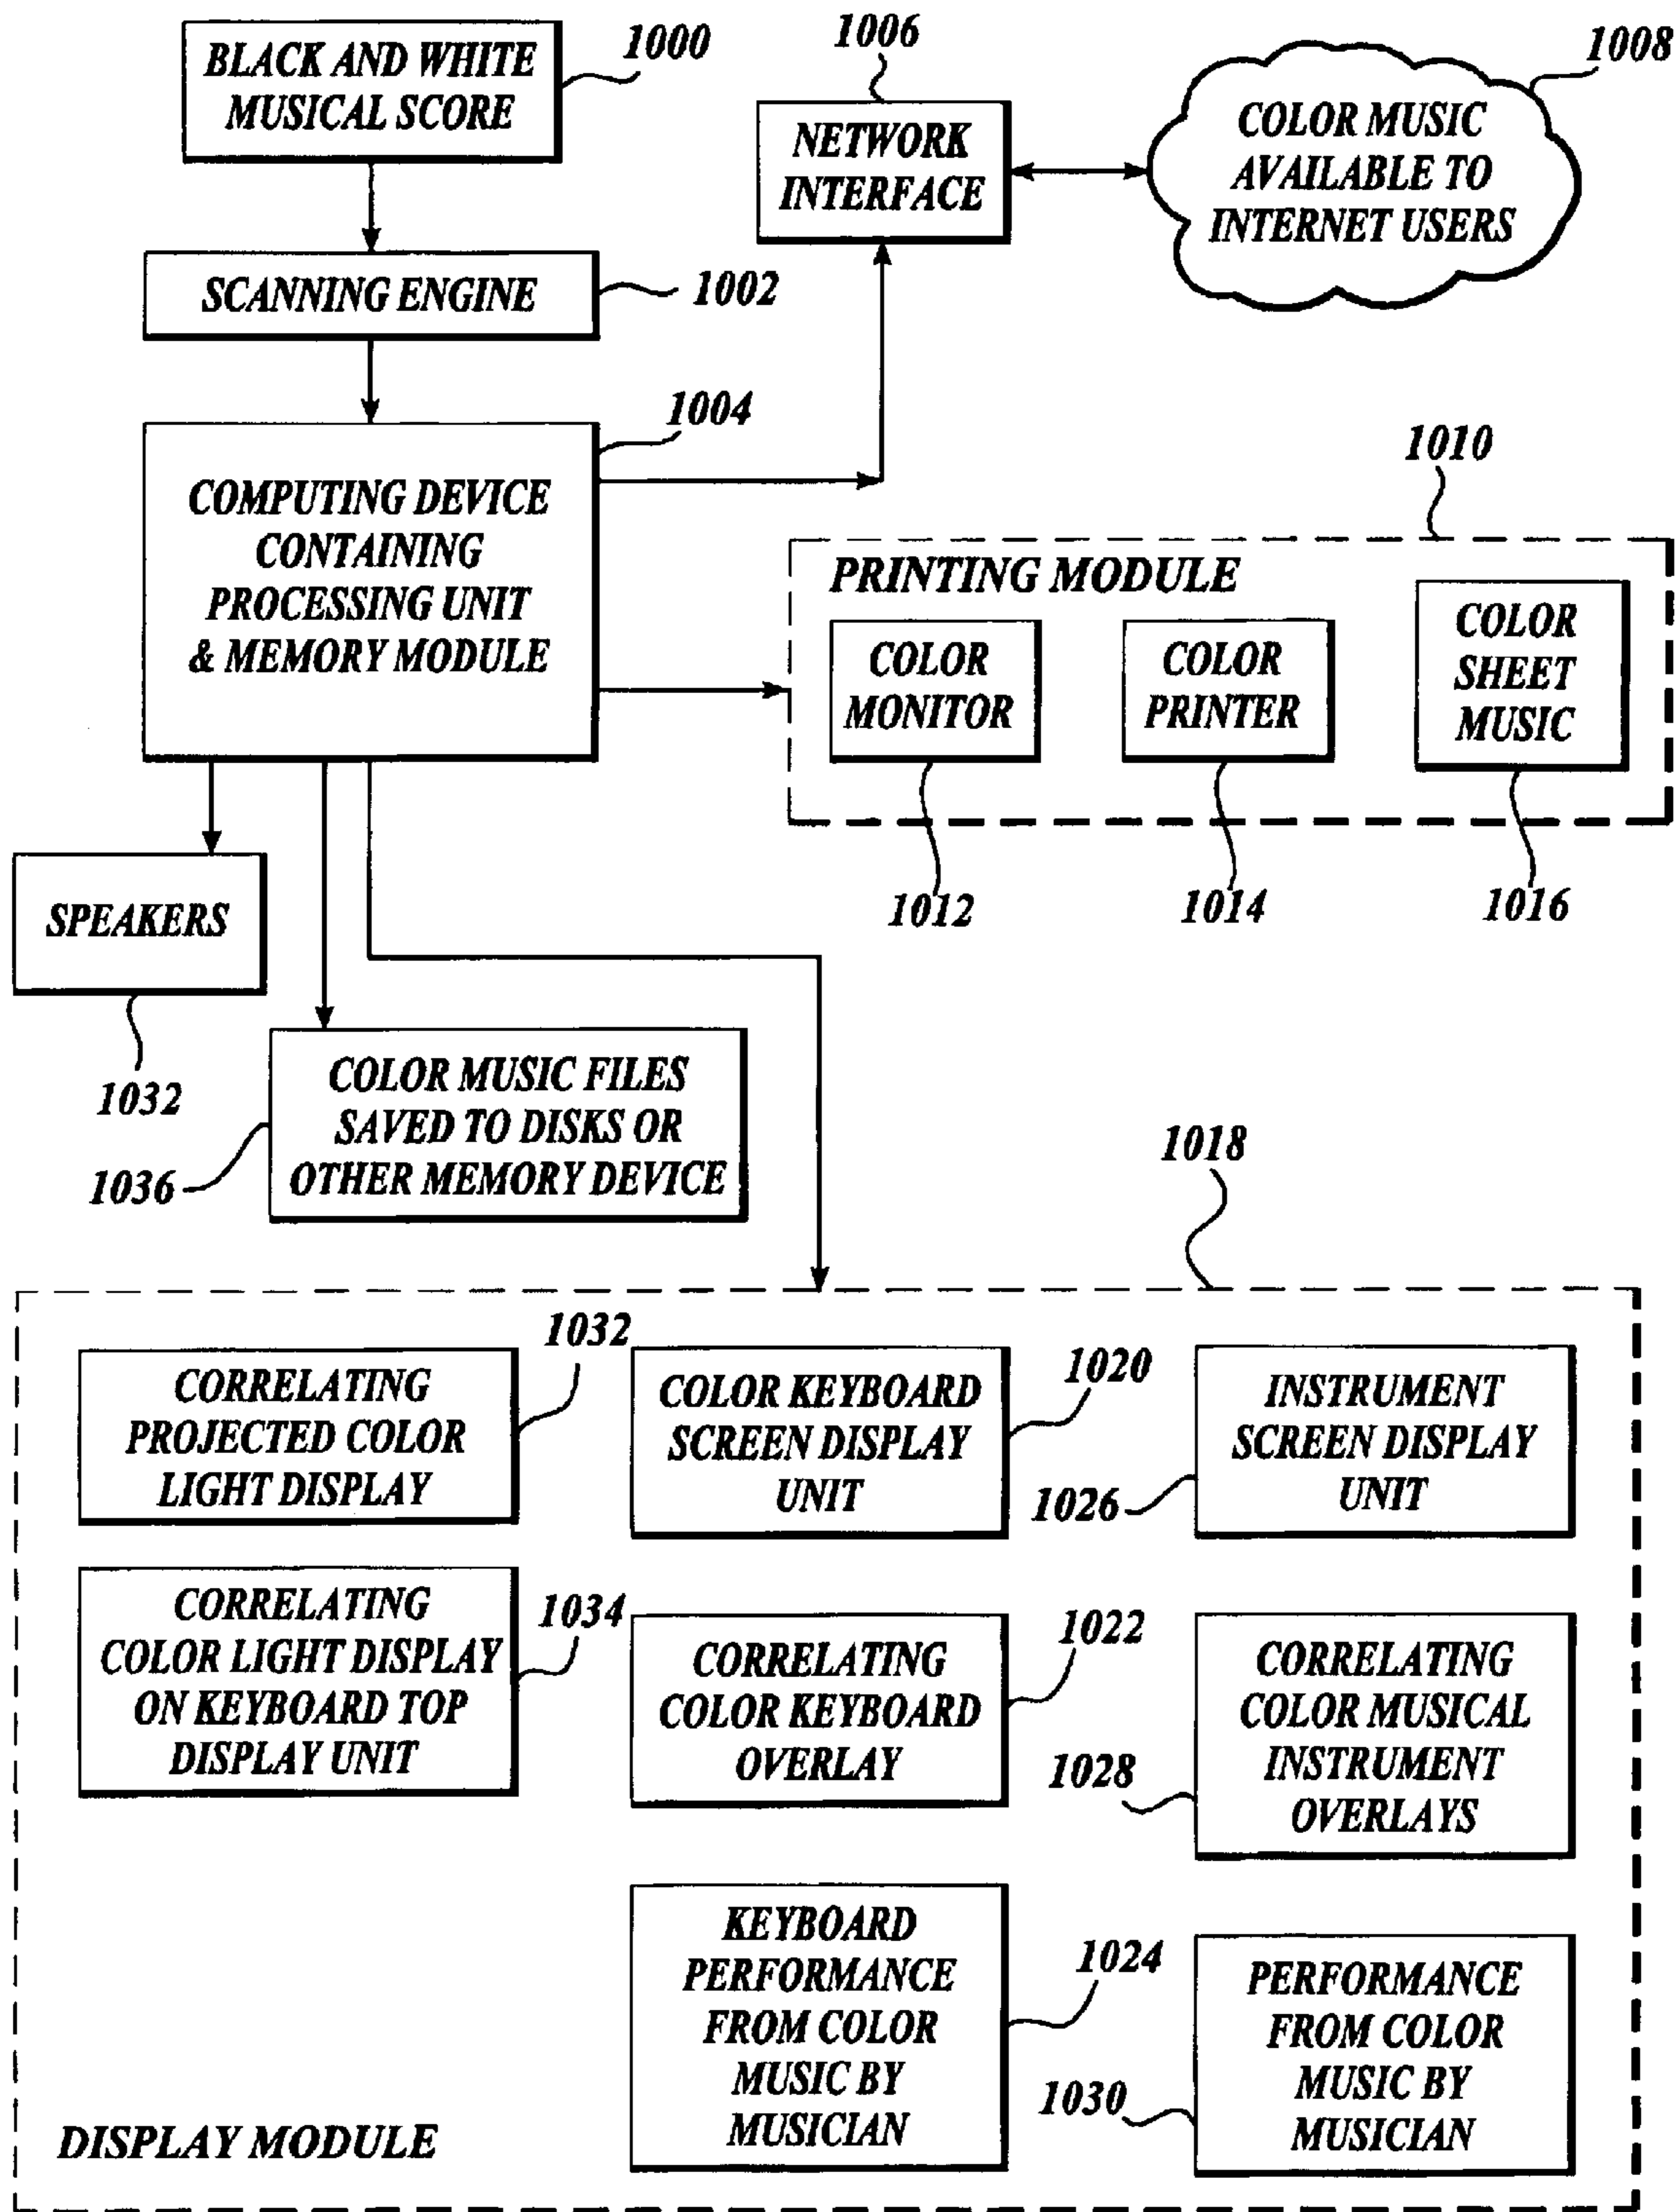 BLACK AND WHITE
MUSICAL SCORE
1000
SCANNING ENGINE
1002
COMPUTING DEVICE
CONTAINING
PROCESSING UNIT
& MEMORY MODULE
1004
1006
NETWORK
INTERFACE
1008
COLOR MUSIC
AVAILABLE TO
INTERNET USERS
1010
PRINTING MODULE
COLOR
MONITOR
1012
COLOR
PRINTER
1014
COLOR
SHEET
MUSIC
1016
SPEAKERS
1032
COLOR MUSIC FILES
SAVED TO DISKS OR
OTHER MEMORY DEVICE
1036
1018
CORRELATING
PROJECTED COLOR
LIGHT DISPLAY
1032
COLOR KEYBOARD
SCREEN DISPLAY
UNIT
1020
INSTRUMENT
SCREEN DISPLAY
UNIT
1026
CORRELATING
COLOR LIGHT DISPLAY
ON KEYBOARD TOP
DISPLAY UNIT
1034
CORRELATING
COLOR KEYBOARD
OVERLAY
1022
CORRELATING
COLOR MUSICAL
INSTRUMENT
OVERLAYS
1028
KEYBOARD
PERFORMANCE
FROM COLOR
MUSIC BY
MUSICIAN
1024
PERFORMANCE
FROM COLOR
MUSIC BY
MUSICIAN
1030
DISPLAY MODULE